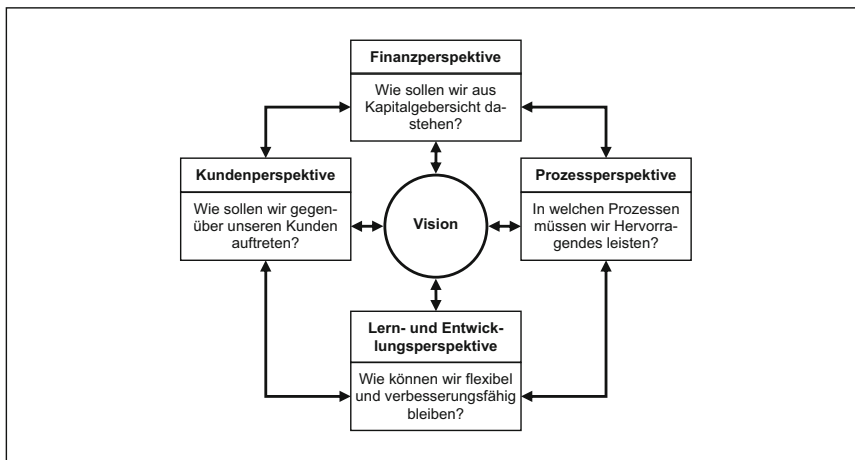 Finanzperspektive
Wie sollen wir aus
Kapitalgebersicht da-
stehen?
Kundenperspektive
Wie sollen wir gegen-
über unseren Kunden
auftreten?
Vision
Prozessperspektive
In welchen Prozessen
müssen wir Hervorra-
gendes leisten?
Lern- und Entwick-
lungsperspektive
Wie können wir flexibel
und verbesserungsfähig
bleiben?